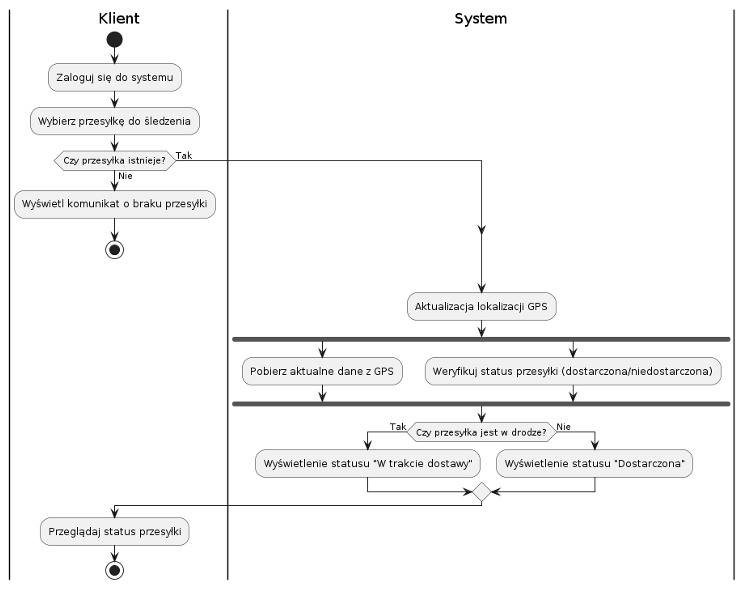 Klient
System
Zaloguj się do systemu
Wybierz przesyłkę do śledzenia
Czy przesyłka istnieje?
Tak
Nie
Wyświetl komunikat o braku przesyłki
Aktualizacja lokalizacji GPS
Pobierz aktualne dane z GPS
Weryfikuj status przesyłki (dostarczona/niedostarczona)
Tak
Czy przesyłka jest w drodze?
Nie
Wyświetlenie statusu "W trakcie dostawy"
Wyświetlenie statusu "Dostarczona"
Przeglądaj status przesyłki